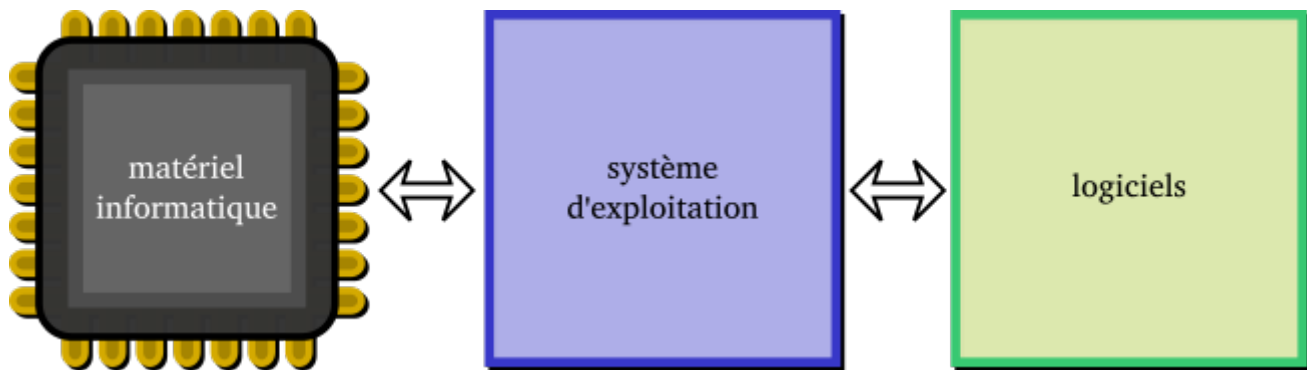 matériel
informatique
système
d'exploitation
logiciels